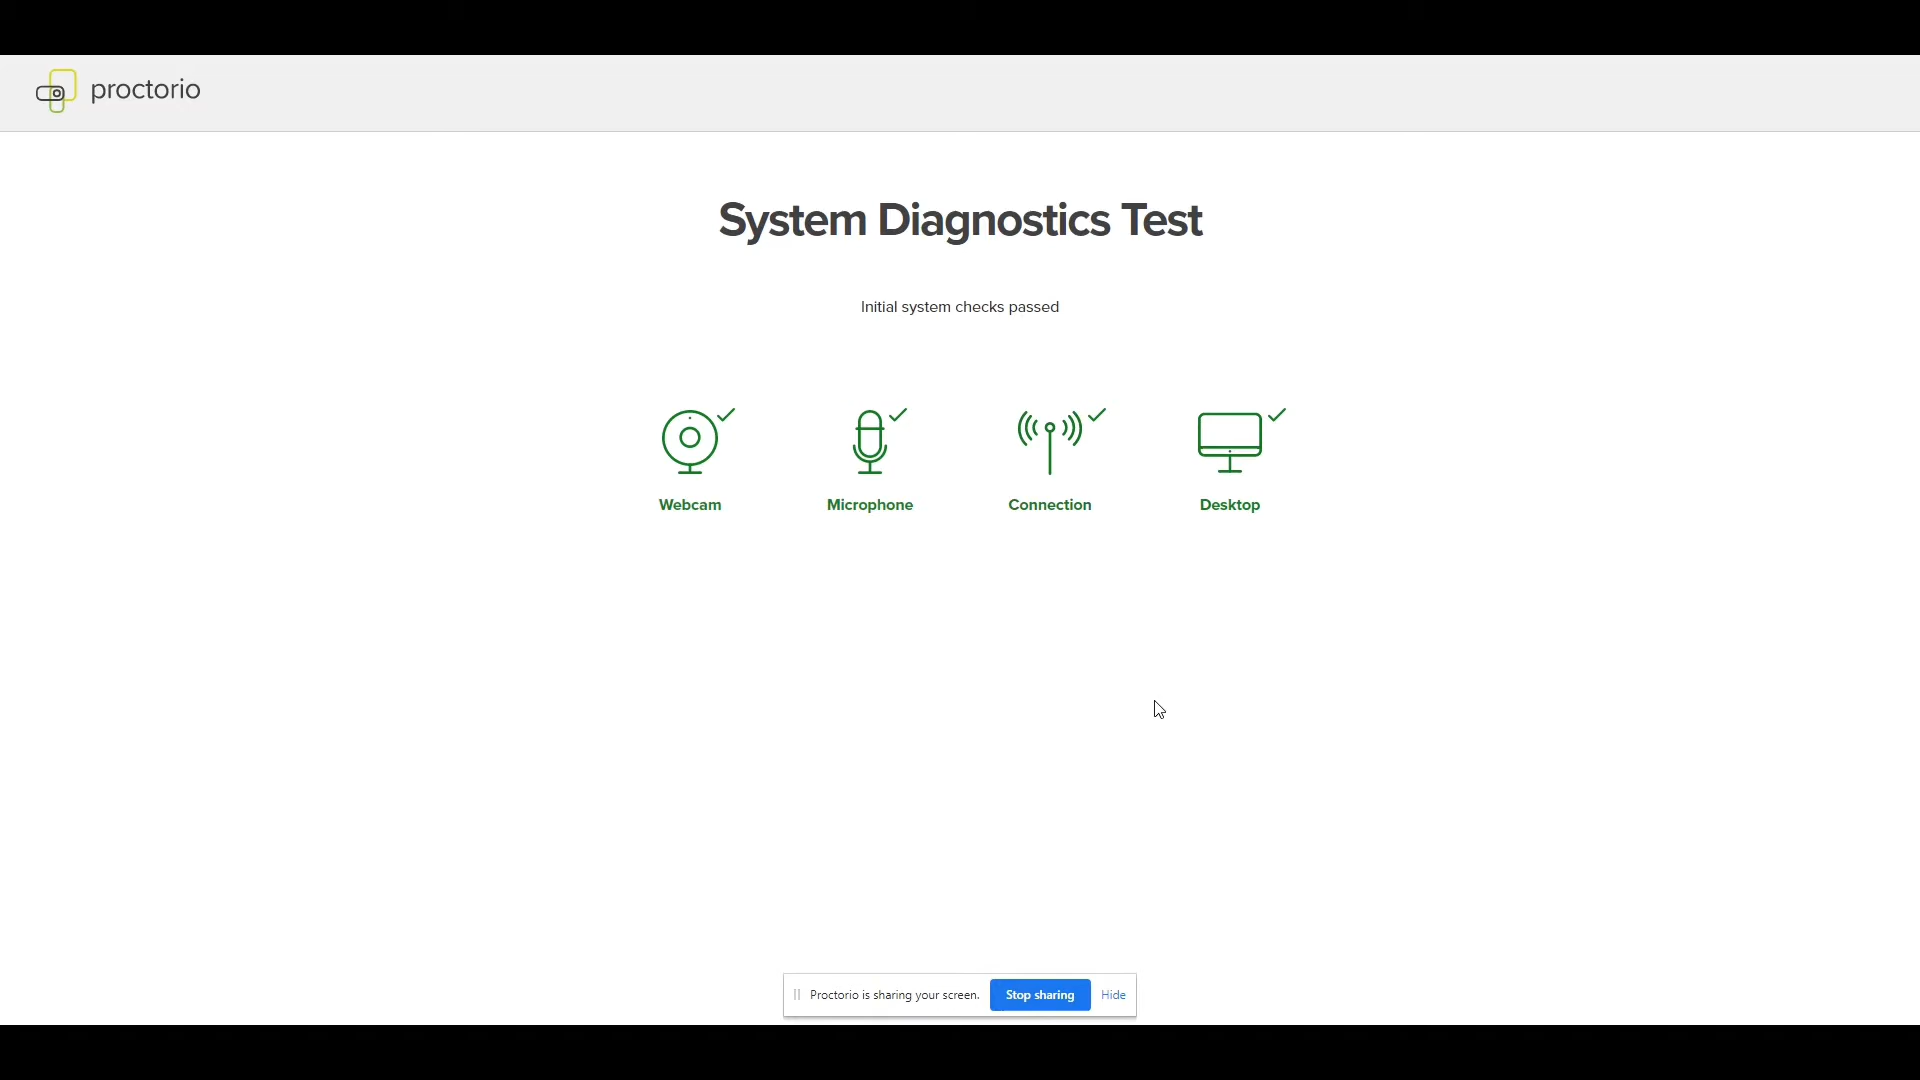 proctorio
System Diagnostics Test
Initial system checks passed
Webcam Microphone Connection Desktop
Proctorio is sharing your screen. Stop sharing Hide